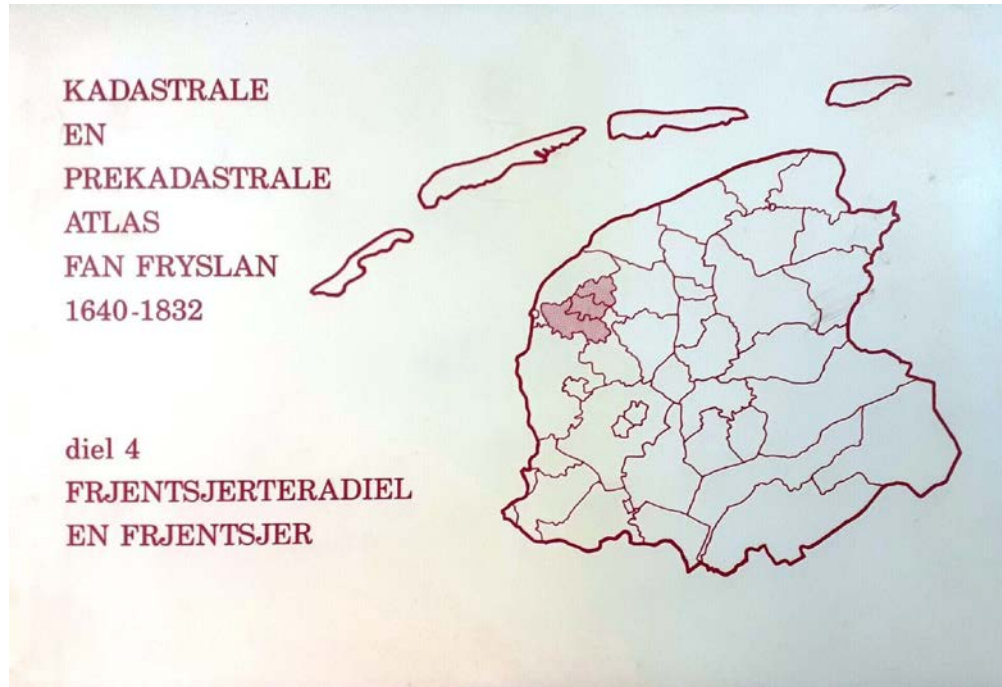 KADASTRALE
EN
PREKADASTRALE
ATLAS
FAN FRYSLAN
1640-1832
diel 4
FRJENTSJERTERADIEL
EN FRJENTSJER